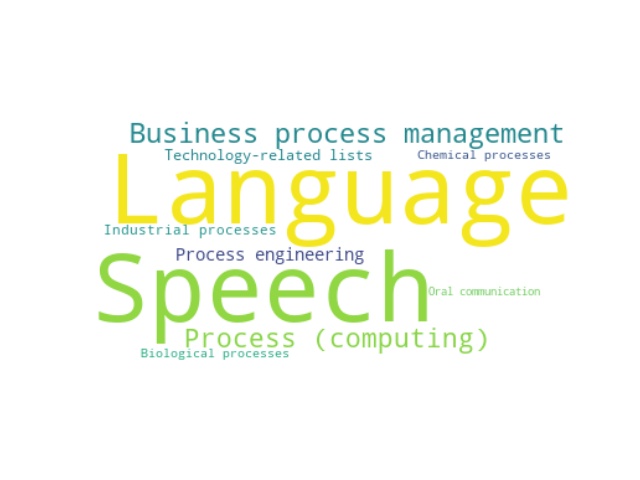 Business process management
Technology-related lists
Chemical processes
Language
Industrial processes
Process engineering
Speech
Oral communication
Process (computing)
Biological processes